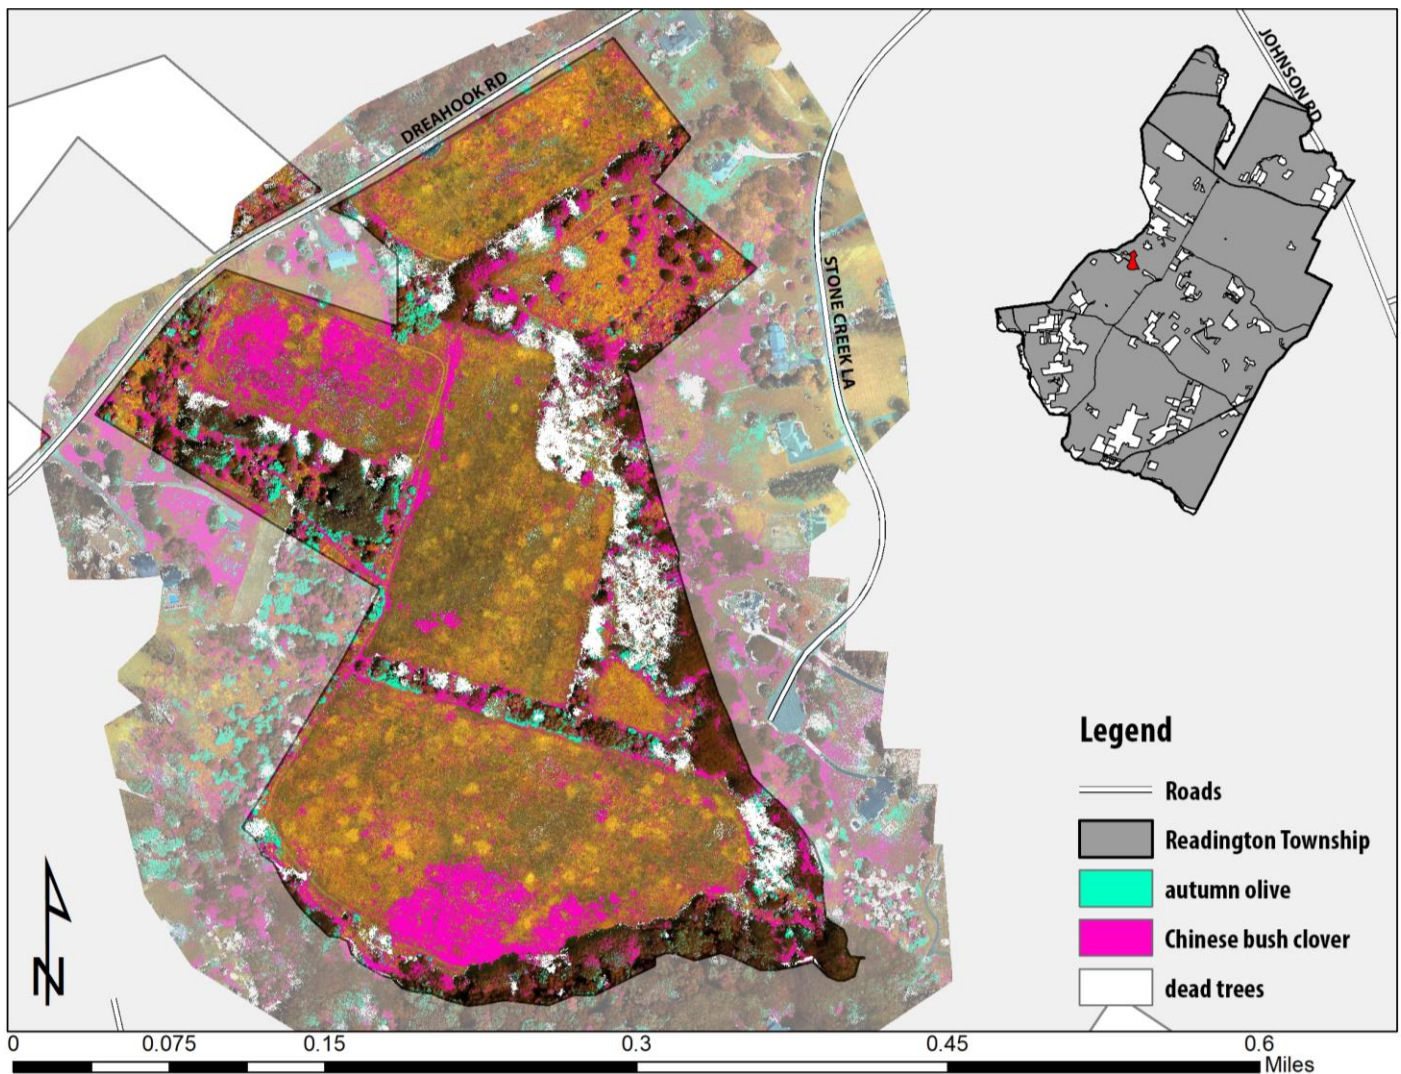 DREAHOOK RD
JOHNSON RD
STONE CREEK LA
Legend
Roads
Readington Township
autumn olive
Chinese bush clover
dead trees
N
0 0.075 0.15 0.3 0.45 0.6
Miles